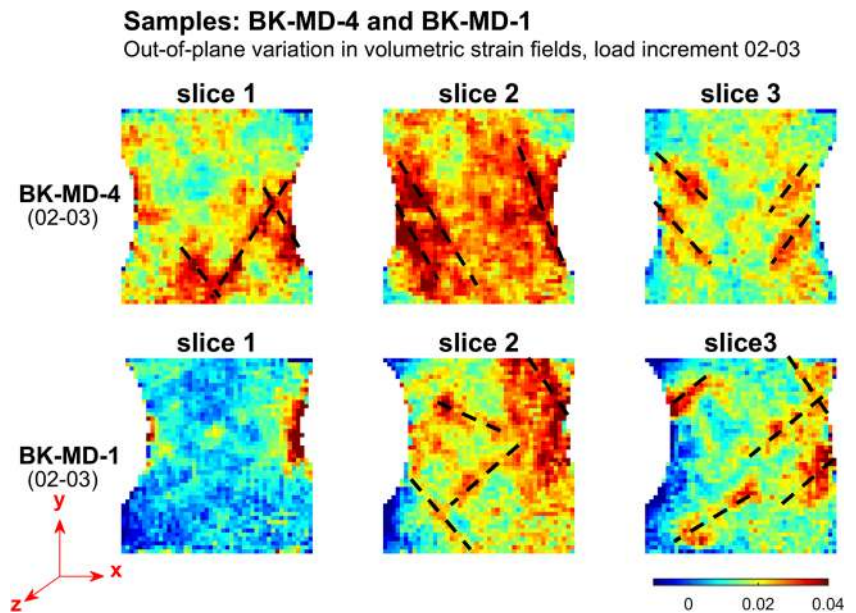 Samples: BK-MD-4 and BK-MD-1
Out-of-plane variation in volumetric strain fields, load increment 02-03
slice 1 slice 2 slice 3
BK-MD-4
(02-03)
slice 1 slice 2 slice3
BK-MD-1
(02-03)
y
x
z
0 0.02 0.04